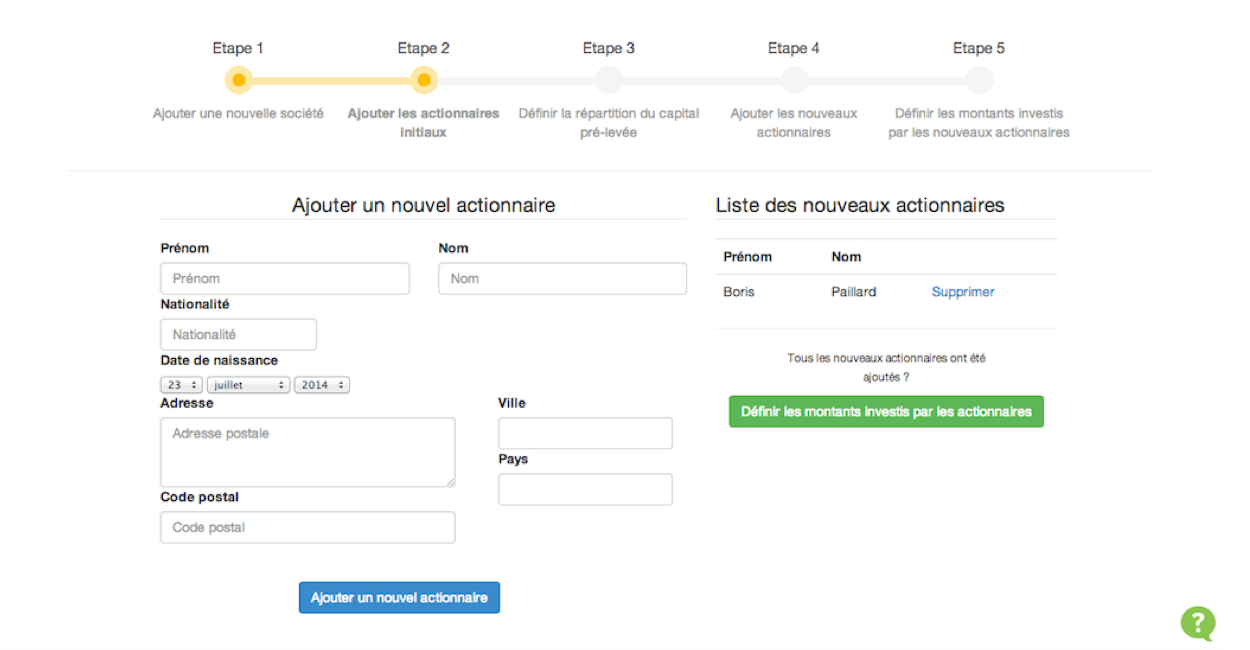 Etape 1
Etape 2
Etape 3
Etape 4
Etape 5
Ajouter une nouvelle société
Ajouter les actionnaires
initiaux
Définir la répartition du capital
pré-levée
Ajouter les nouveaux
actionnaires
Définir les montants investis
par les nouveaux actionnaires
Ajouter un nouvel actionnaire
Prénom
Nom
Prénom
Nom
Nationalité
Nationalité
Date de naissance
23
juillet
2014
Adresse
Ville
Adresse postale
Pays
Code postal
Code postal
Ajouter un nouvel actionnaire
Liste des nouveaux actionnaires
Prénom
Nom
Boris
Paillard
Supprimer
Tous les nouveaux actionnaires ont été
ajoutés ?
Définir les montants investis par les actionnaires
?